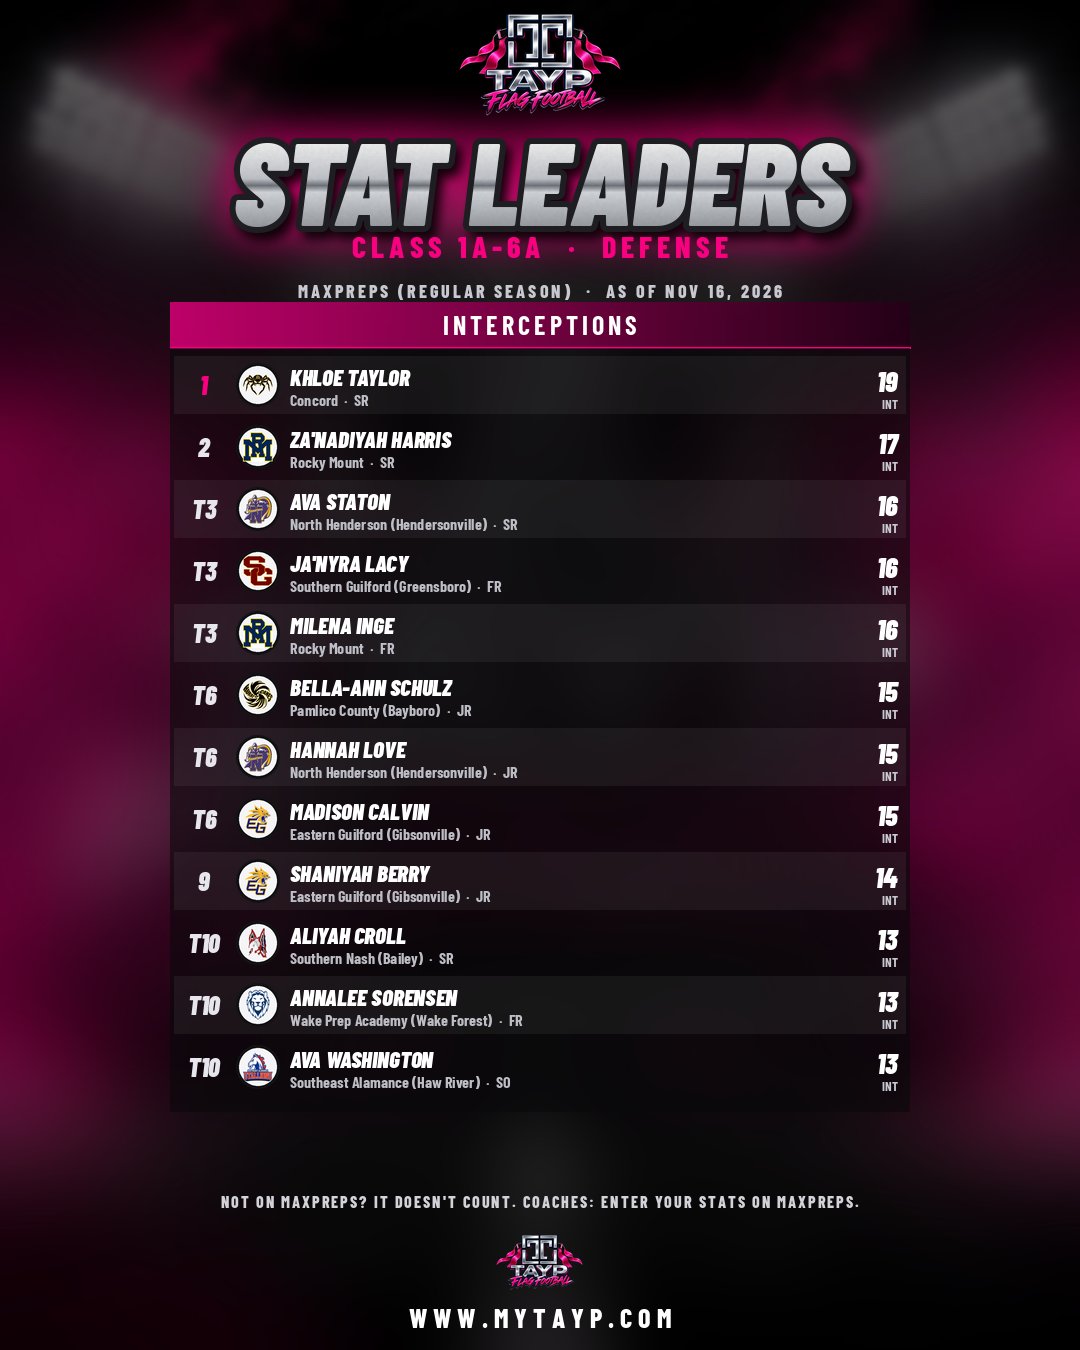 TAYP
FLAG FOOTBALL
STAT LEADERS
CLASS 1A-6A · DEFENSE
MAXPREPS (REGULAR SEASON) · AS OF NOV 16, 2026
INTERCEPTIONS
1 KHLOE TAYLOR 19
Concord · SR INT
2 ZA'NADIYAH HARRIS 17
Rocky Mount · SR INT
T3 AVA STATON 16
North Henderson (Hendersonville) · SR INT
T3 JA'NYRA LACY 16
Southern Guilford (Greensboro) · FR INT
T3 MILENA INGE 16
Rocky Mount · FR INT
T6 BELLA-ANN SCHULZ 15
Pamlico County (Bayboro) · JR INT
T6 HANNAH LOVE 15
North Henderson (Hendersonville) · JR INT
T6 MADISON CALVIN 15
Eastern Guilford (Gibsonville) · JR INT
9 SHANIYAH BERRY 14
Eastern Guilford (Gibsonville) · JR INT
T10 ALIYAH CROLL 13
Southern Nash (Bailey) · SR INT
T10 ANNALEE SORENSEN 13
Wake Prep Academy (Wake Forest) · FR INT
T10 AVA WASHINGTON 13
Southeast Alamance (Haw River) · SO INT
NOT ON MAXPREPS? IT DOESN'T COUNT. COACHES: ENTER YOUR STATS ON MAXPREPS.
TAYP
FLAG FOOTBALL
WWW.MYTAYP.COM